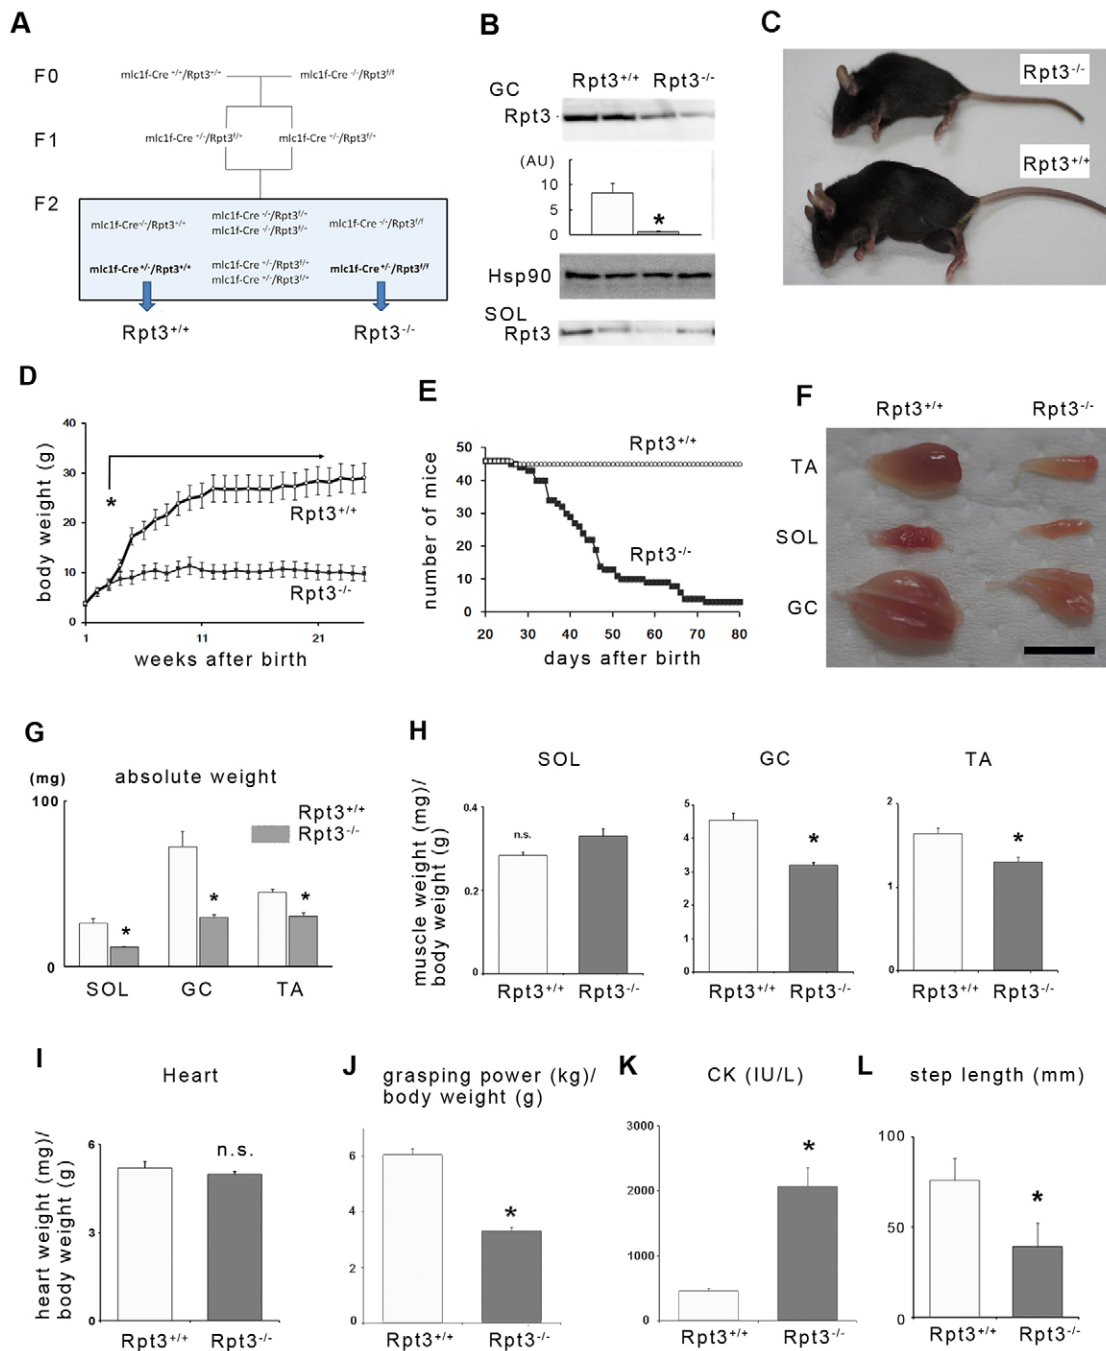 A
F0
mlc1f-Cre +/+/Rpt3+/+
mlc1f-Cre -/-/Rpt3f/f
F1
mlc1f-Cre +/-/Rpt3f/+
mlc1f-Cre +/-/Rpt3f/+
F2
mlc1f-Cre-/-/Rpt3+/+
mlc1f-Cre -/-/Rpt3f/+
mlc1f-Cre -/-/Rpt3f/+
mlc1f-Cre -/-/Rpt3f/f
mlc1f-Cre+/-/Rpt3+/+
mlc1f-Cre +/-/Rpt3f/+
mlc1f-Cre +/-/Rpt3f/+
mlc1f-Cre+/-/Rpt3f/f
Rpt3+/+
Rpt3-/-
B
Rpt3+/+ Rpt3-/-
GC
Rpt3
(AU)
10
5
0
*
Hsp90
SOL
Rpt3
C
Rpt3-/-
Rpt3+/+
D
body weight (g)
40
30
20
10
0
*
Rpt3+/+
Rpt3-/-
1 11 21
weeks after birth
E
number of mice
50
40
30
20
10
0
Rpt3+/+
Rpt3-/-
20 30 40 50 60 70 80
days after birth
F
Rpt3+/+ Rpt3-/-
TA
SOL
GC
G
(mg) absolute weight
100
0
Rpt3+/+
Rpt3-/-
* * *
SOL GC TA
H
muscle weight (mg)/
body weight (g)
SOL
0.4
0.2
0
n.s.
Rpt3+/+ Rpt3-/-
GC
5
4
3
2
1
0
*
Rpt3+/+ Rpt3-/-
TA
2
1
0
*
Rpt3+/+ Rpt3-/-
I
Heart
heart weight (mg)/
body weight (g)
6
3
0
n.s.
Rpt3+/+ Rpt3-/-
J
grasping power (kg)/
body weight (g)
6
4
2
0
*
Rpt3+/+ Rpt3-/-
K
CK (IU/L)
3000
2000
1000
0
*
Rpt3+/+ Rpt3-/-
L
step length (mm)
100
50
0
*
Rpt3+/+ Rpt3-/-